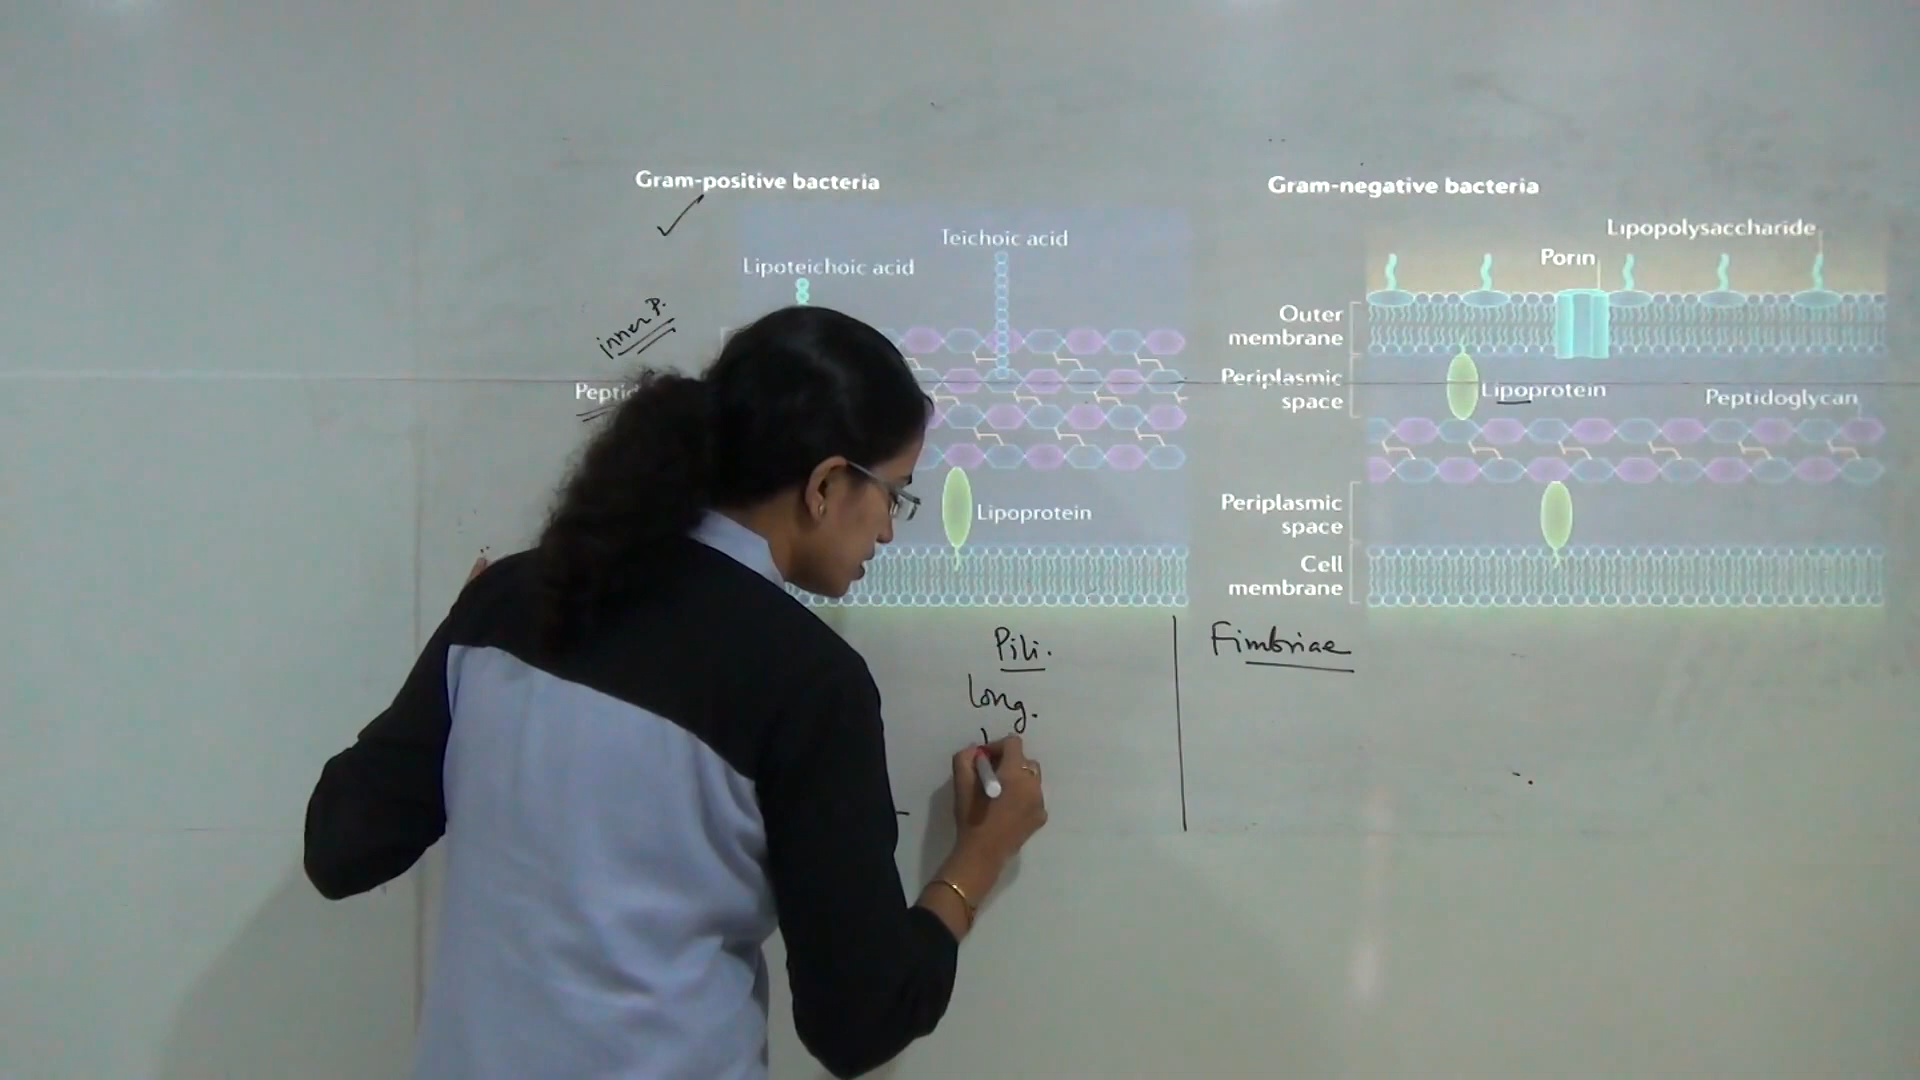 Gram-positive bacteria
Teichoic acid
Lipoteichoic acid
inner P.
Lipoprotein
Gram-negative bacteria
Lipopolysaccharide
Porin
Outer
membrane
Periplasmic
space
Lipoprotein
Peptidoglycan
Periplasmic
space
Cell
membrane
Pili.
long.
Fimbriae